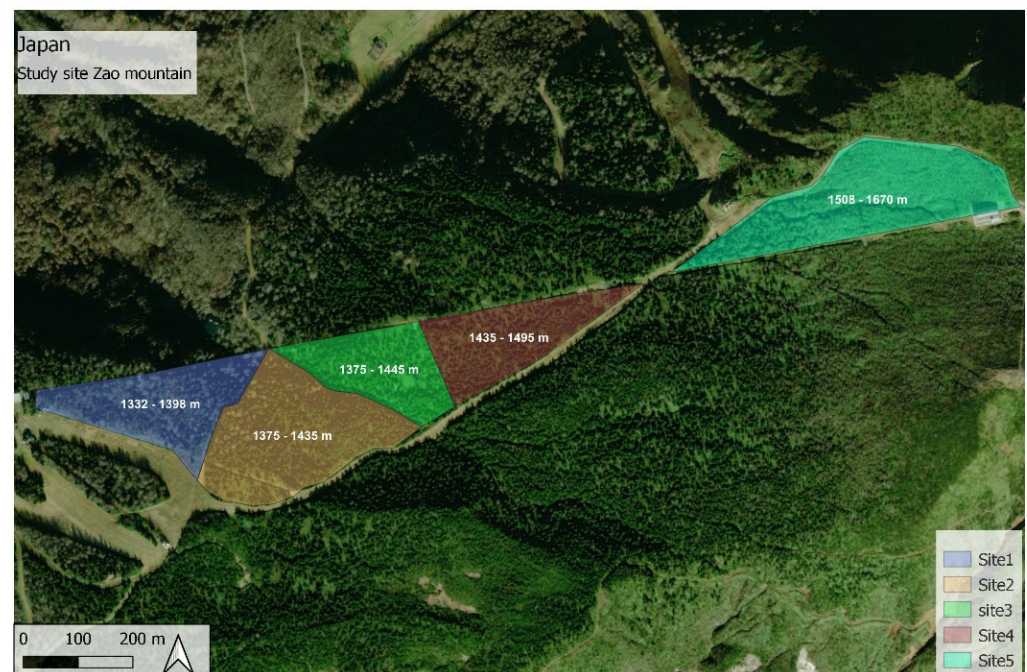 Japan
Study site Zao mountain
1508 - 1670 m
1435 - 1495 m
1375 - 1445 m
1332 - 1398 m
1375 - 1435 m
Site1
Site2
site3
Site4
Site5
0 100 200 m